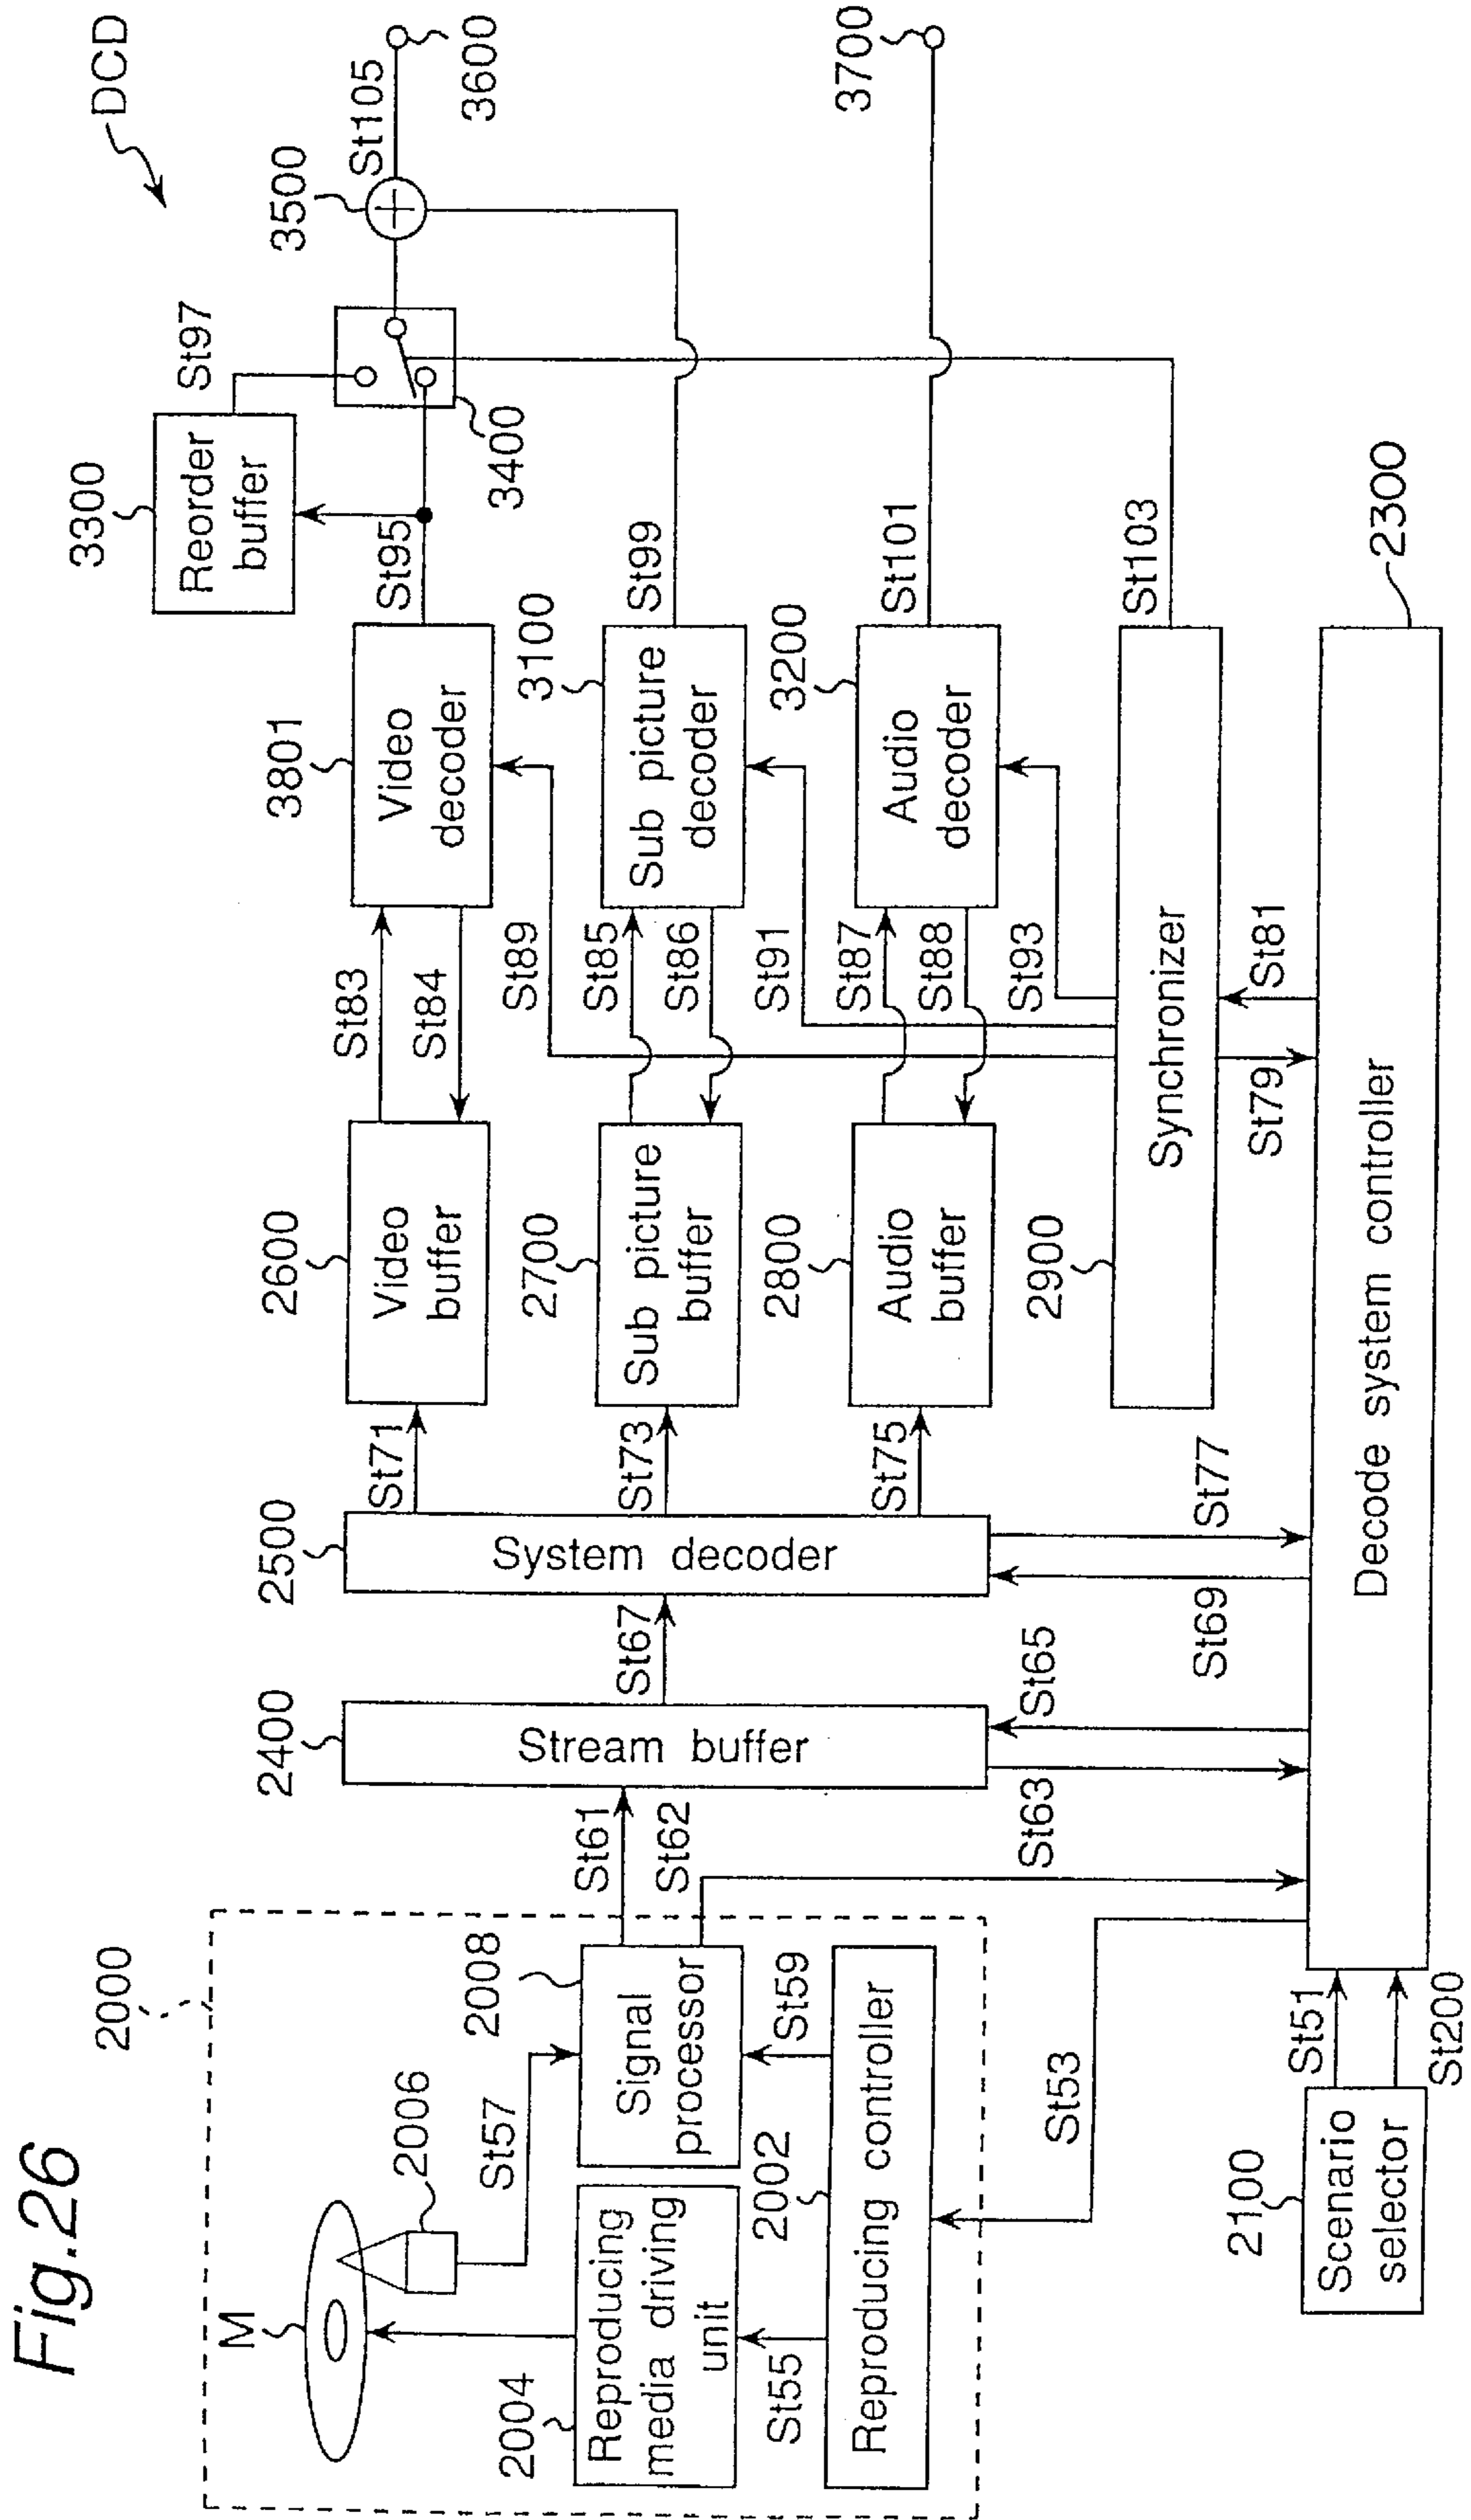 Fig.26
DCD
2000
M
2006
St57
2004
Reproducing
media driving
unit
2008
Signal
processor
St55
2002
St59
Reproducing controller
St53
2100
Scenario
selector
St51
St200
St61
St62
2400
Stream buffer
St63
St65
St67
2500
System decoder
St69
St77
St71
St73
St75
2600
Video
buffer
2700
Sub picture
buffer
2800
Audio
buffer
2900
Synchronizer
St79
St81
Decode system controller
2300
St83
St84
St89
St85
St86
St91
St87
St88
St93
3801
Video
decoder
3100
Sub picture
decoder
3200
Audio
decoder
St95
St99
St101
St103
3300
Reorder
buffer
St97
3400
3500
St105
3600
3700